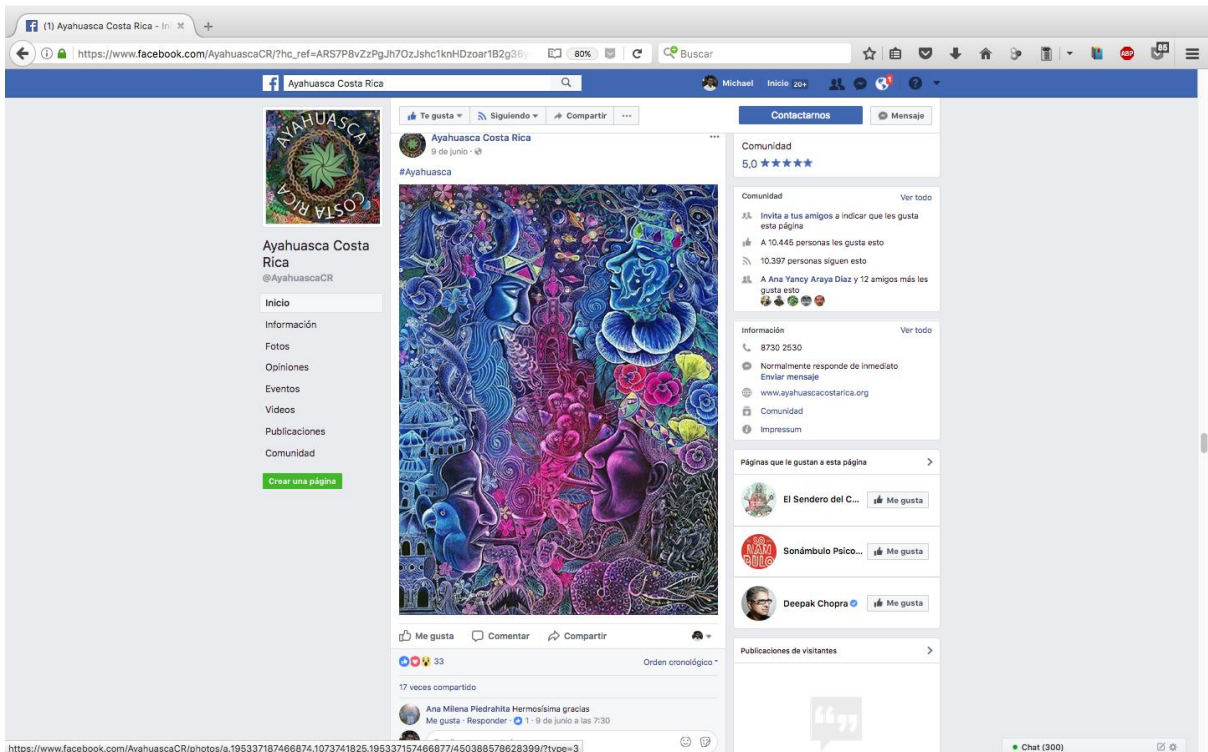 (1) Ayahuasca Costa Rica - In
https://www.facebook.com/AyahuascaCR/?hc_ref=ARS7P8vZzPgJh7OzJshc1knHDzoar1B2g36
80%
Buscar
ABP
86
Ayahuasca Costa Rica
Michael
Inicio 20+
1
AYAHUASCA
COSTA RICA
Ayahuasca Costa
Rica
@AyahuascaCR
Inicio
Información
Fotos
Opiniones
Eventos
Videos
Publicaciones
Comunidad
Crear una página
Te gusta
Siguiendo
Compartir
Ayahuasca Costa Rica
9 de junio
#Ayahuasca
Me gusta
Comentar
Compartir
33
Orden cronológico
17 veces compartido
Ana Milena Piedrahita Hermosísima gracias
Me gusta · Responder · 1 · 9 de junio a las 7:30
Contactarnos
Mensaje
Comunidad
5,0 ★★★★★
Comunidad
Ver todo
Invita a tus amigos a indicar que les gusta
esta página
A 10.445 personas les gusta esto
10.397 personas siguen esto
A Ana Yancy Araya Díaz y 12 amigos más les
gusta esto
Información
Ver todo
8730 2530
Normalmente responde de inmediato
Enviar mensaje
www.ayahuascacostarica.org
Comunidad
Impressum
Páginas que le gustan a esta página
El Sendero del C...
Me gusta
SO
NÁM
BULO
Sonámbulo Psico...
Me gusta
Deepak Chopra
Me gusta
Publicaciones de visitantes
https://www.facebook.com/AyahuascaCR/photos/a.195337187466874.1073741825.195337157466877/450388578628399/?type=3
Chat (300)